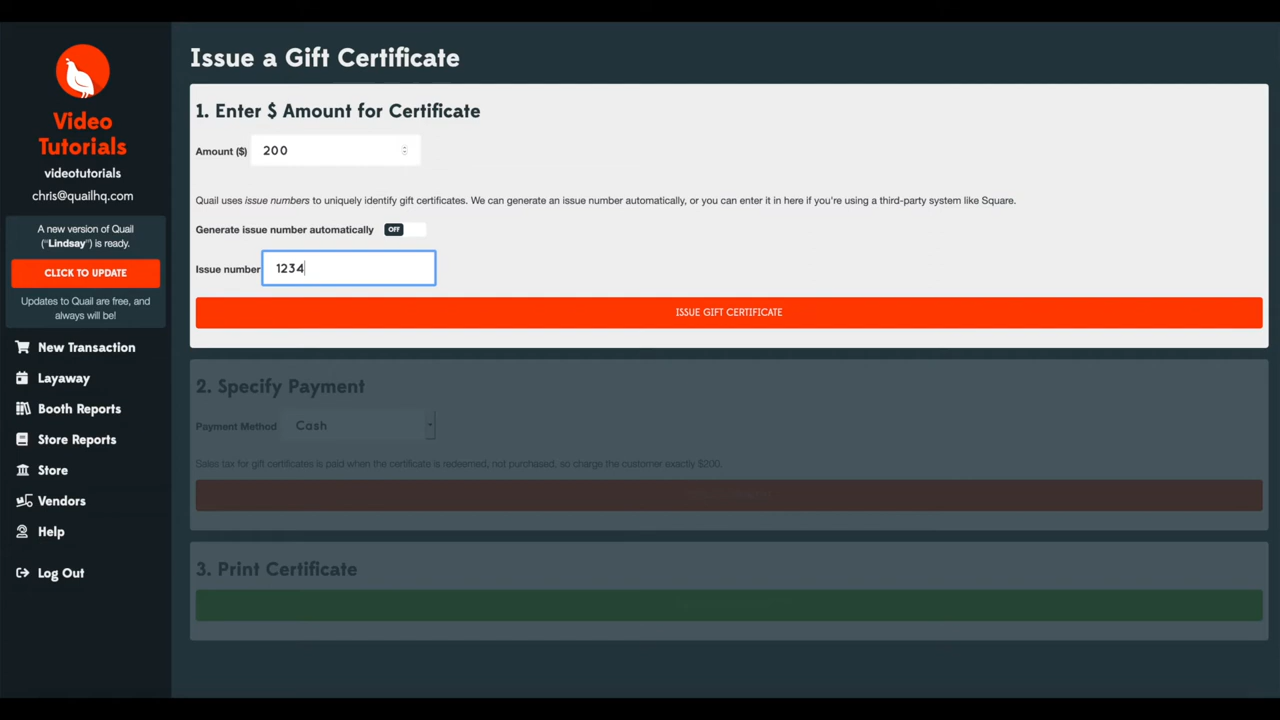 Issue a Gift Certificate
Video
Tutorials
videotutorials
chris@quailhq.com
A new version of Quail
("Lindsay") is ready.
CLICK TO UPDATE
Updates to Quail are free, and
always will be!
New Transaction
Layaway
Booth Reports
Store Reports
Store
Vendors
Help
Log Out
1. Enter $ Amount for Certificate
Amount ($) 200
Quail uses issue numbers to uniquely identify gift certificates. We can generate an issue number automatically, or you can enter it in here if you're using a third-party system like Square.
Generate issue number automatically OFF
Issue number 1234
ISSUE GIFT CERTIFICATE
2. Specify Payment
Payment Method Cash
Sales tax for gift certificates is paid when the certificate is redeemed, not purchased, so charge the customer exactly $200.
3. Print Certificate